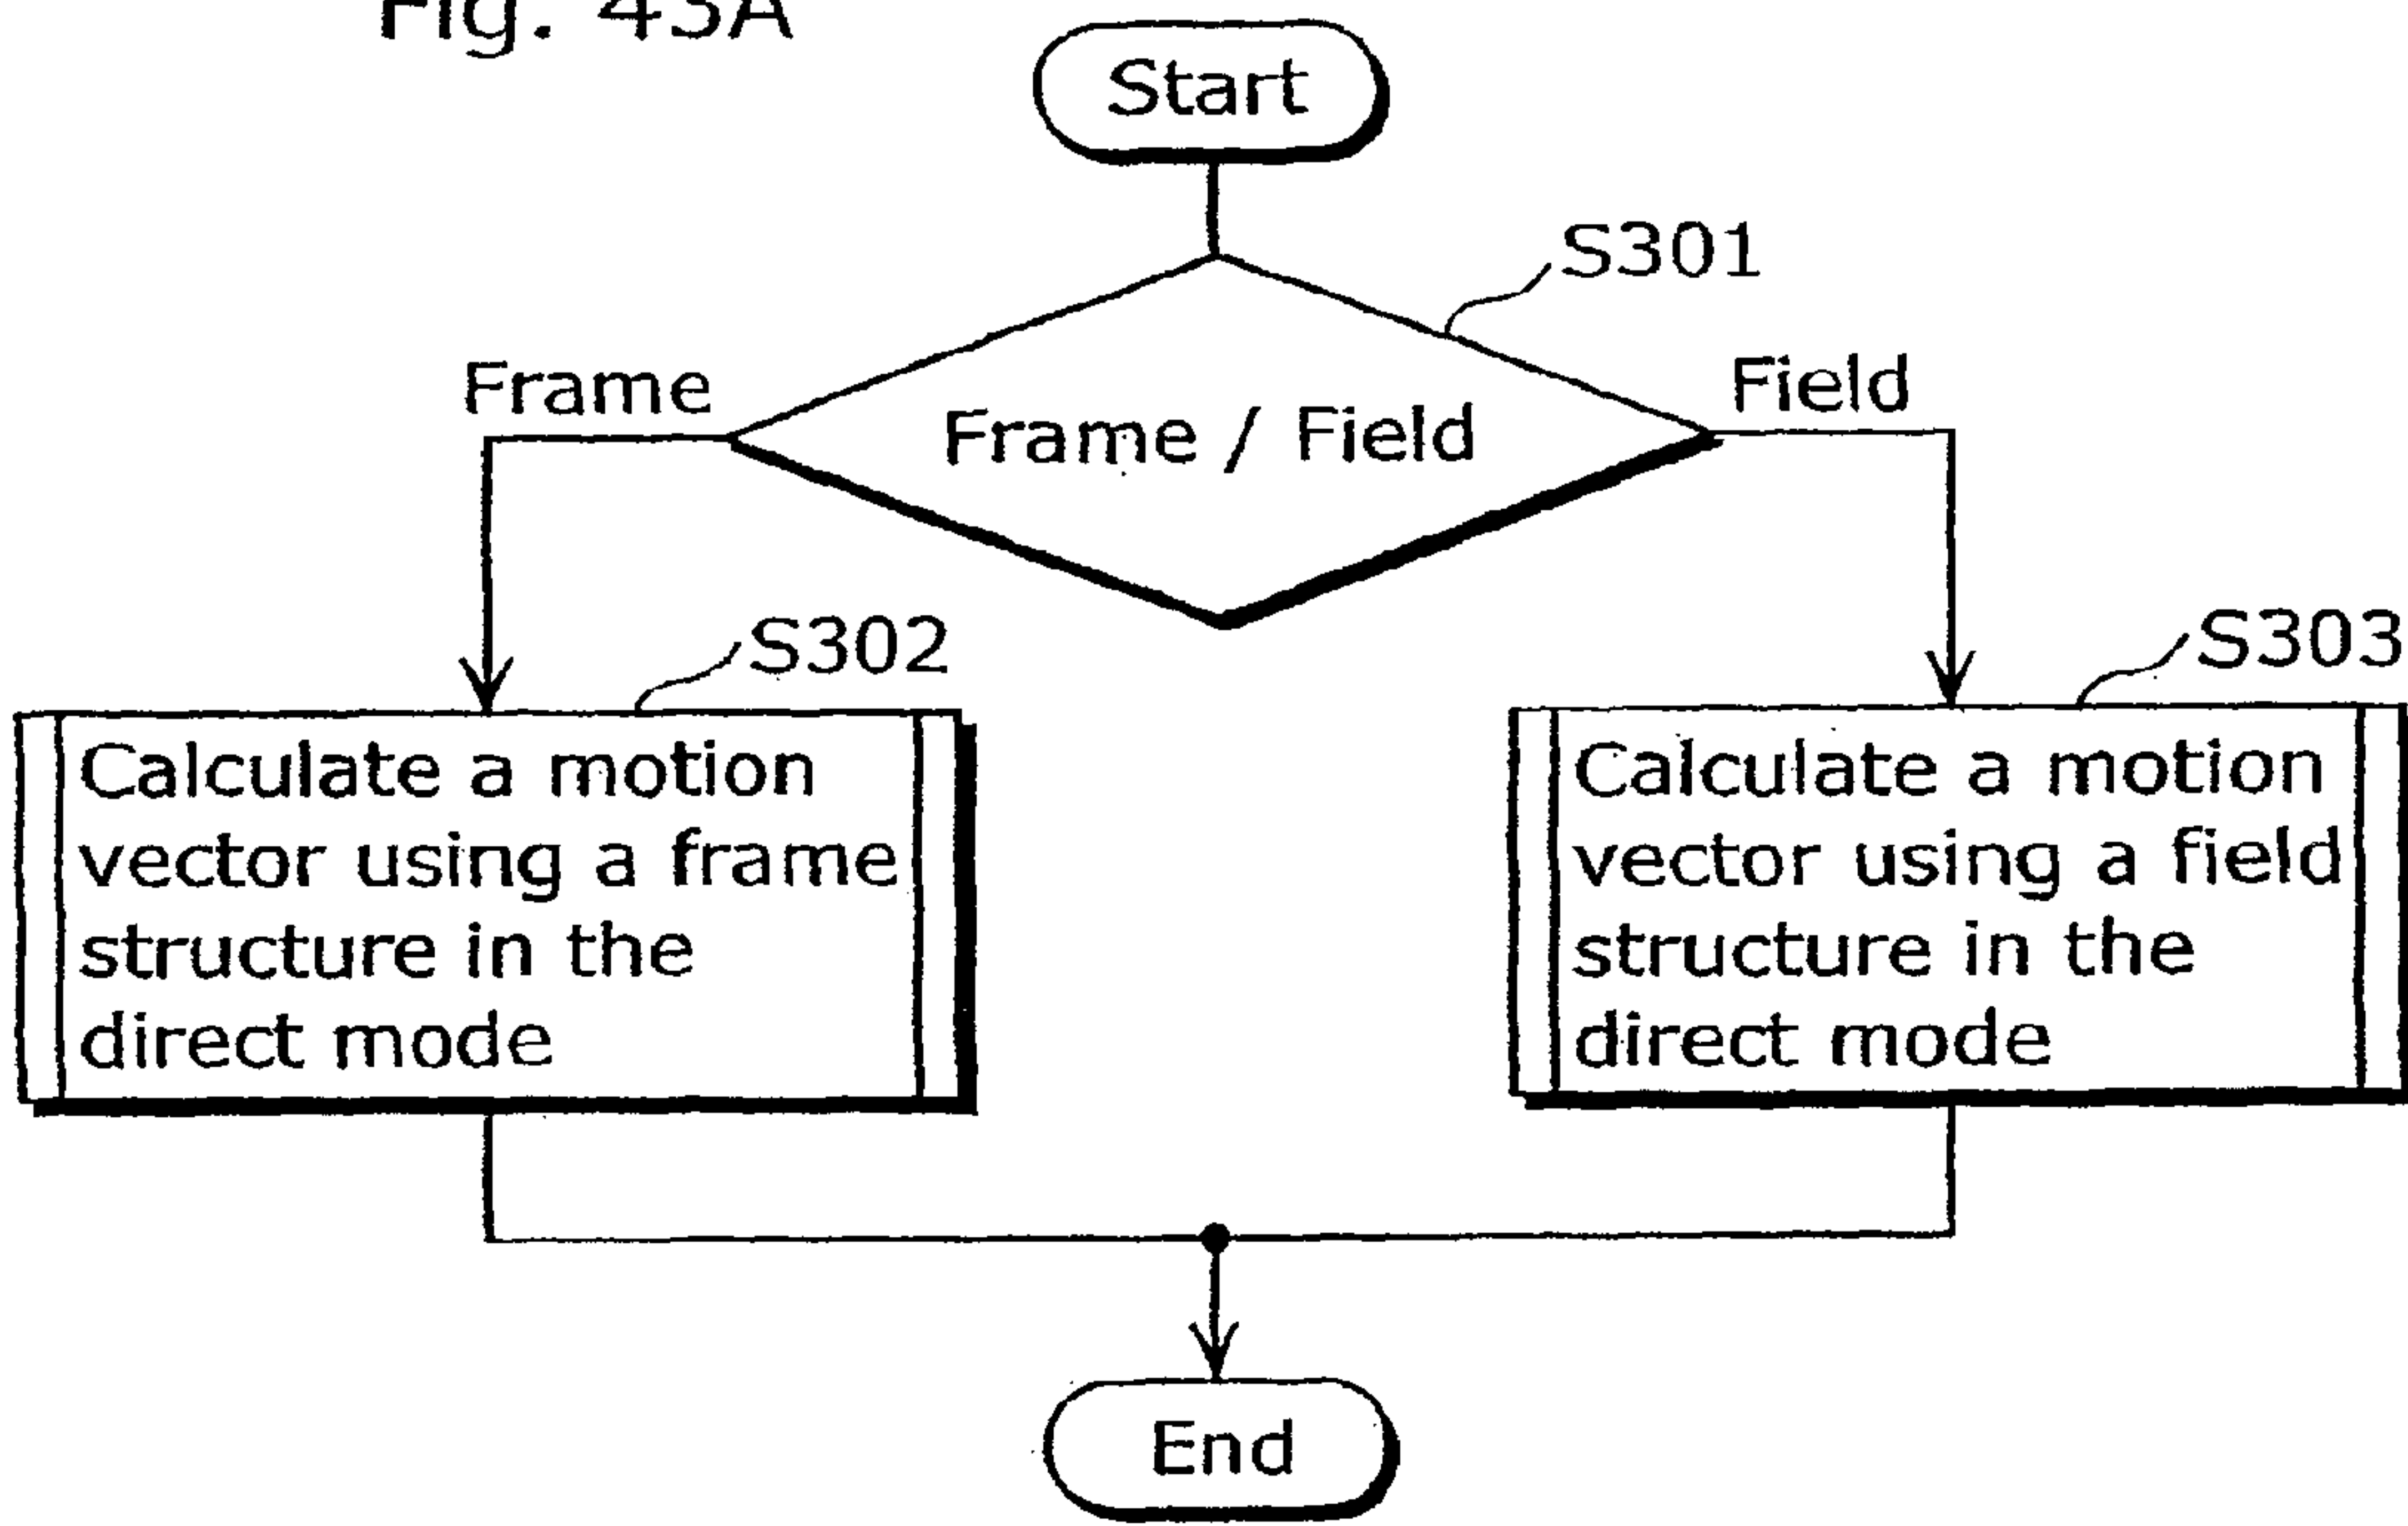 Fig. 43A
Start
S301
Frame
Frame / Field
Field
S302
S303
Calculate a motion
vector using a frame
structure in the
direct mode
Calculate a motion
vector using a field
structure in the
direct mode
End